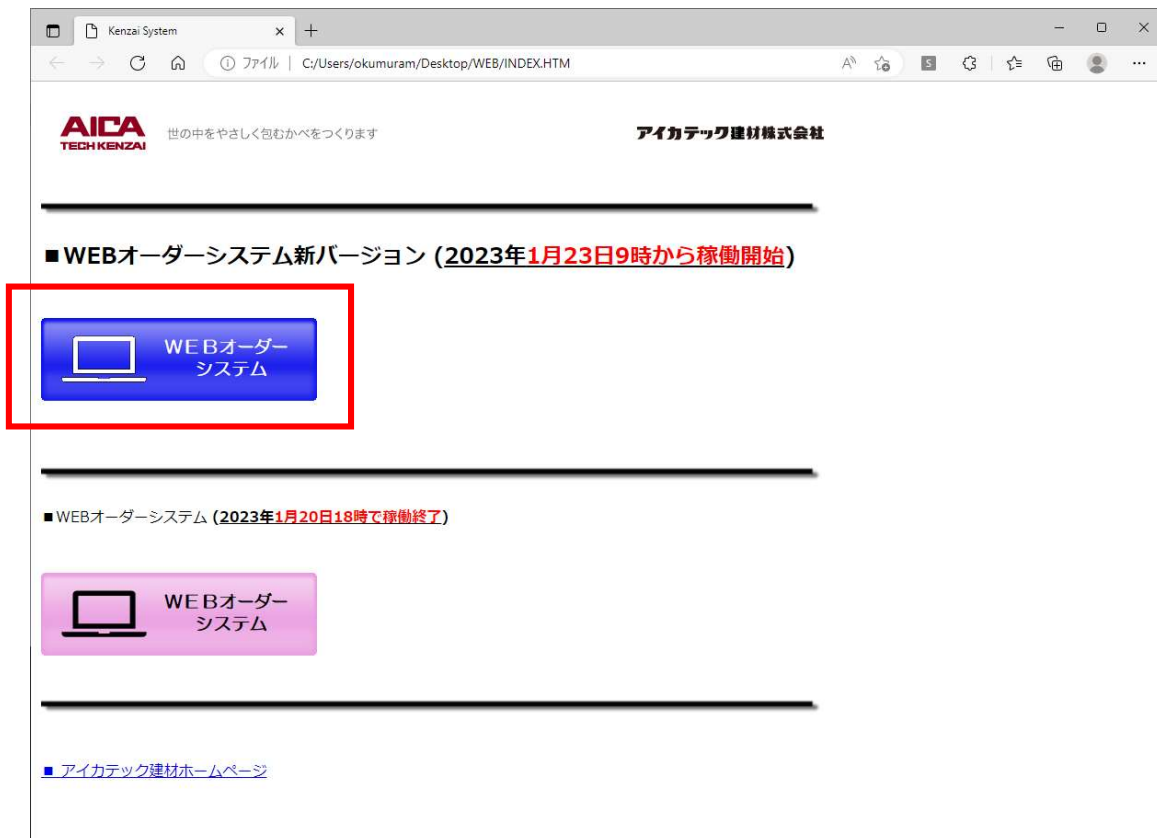 Kenzai System
ファイル C:/Users/okumuram/Desktop/WEB/INDEX.HTM
AICA
TECH KENZAI
世の中をやさしく包むかべをつくります
アイカテック建材株式会社
■WEBオーダーシステム新バージョン (2023年1月23日9時から稼働開始)
WEBオーダー
システム
■WEBオーダーシステム (2023年1月20日18時で稼働終了)
WEBオーダー
システム
■ アイカテック建材ホームページ